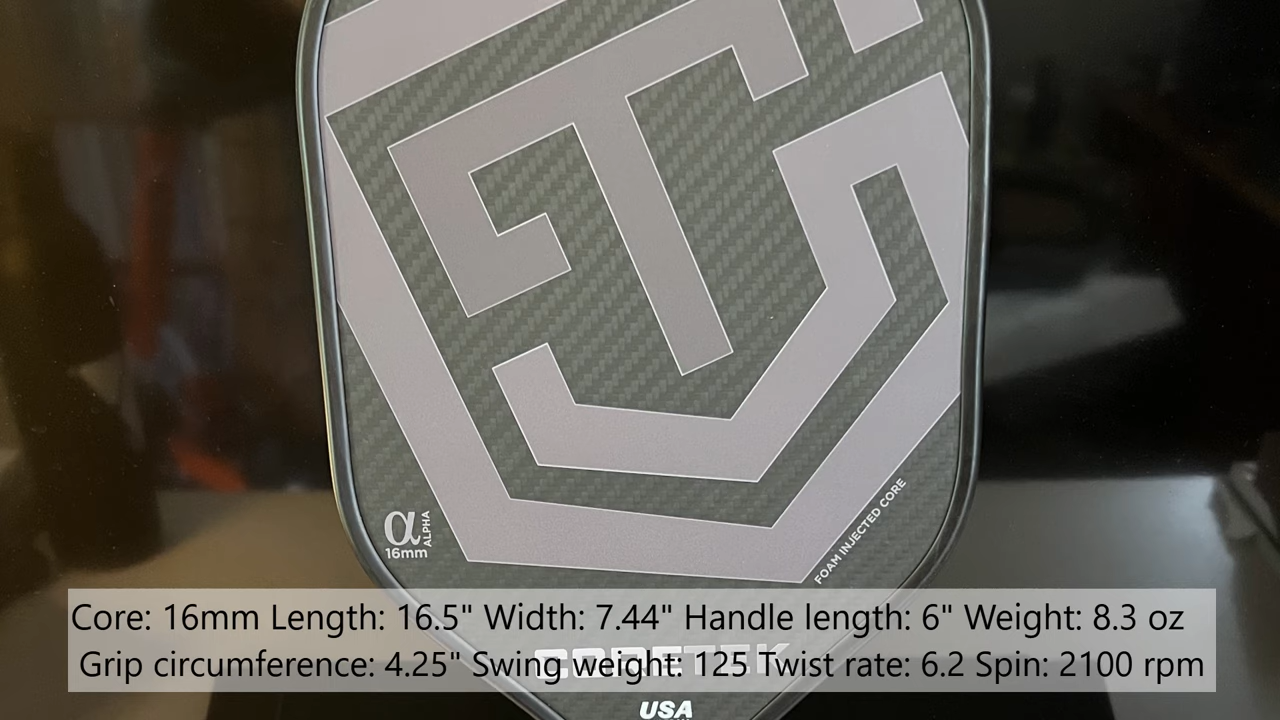 α
ALPHA
16mm
FOAM INJECTED CORE
Core: 16mm Length: 16.5" Width: 7.44" Handle length: 6" Weight: 8.3 oz
Grip circumference: 4.25" Swing weight: 125 Twist rate: 6.2 Spin: 2100 rpm
CORETEK
USA